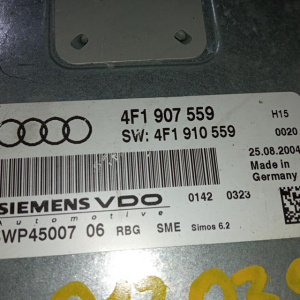 4F1 907 559 H15
SW: 4F1 910 559 0020
25.08.2004
Made in
Germany
SIEMENS VDO 0142 0323
Automotive
WP45007 06 RBG SME Simos 6.2